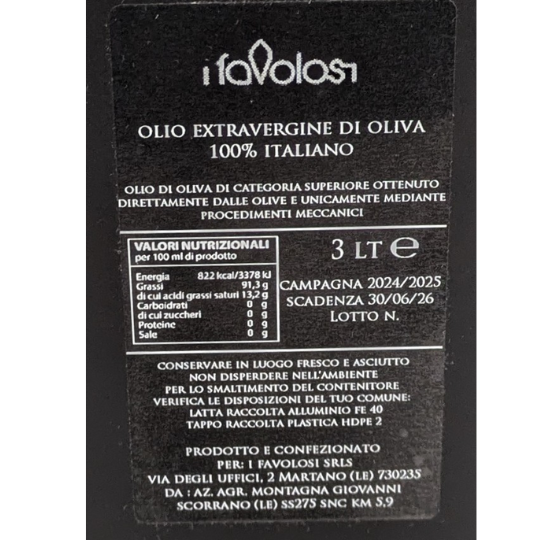 i favolosi
OLIO EXTRAVERGINE DI OLIVA
100% ITALIANO
OLIO DI OLIVA DI CATEGORIA SUPERIORE OTTENUTO
DIRETTAMENTE DALLE OLIVE E UNICAMENTE MEDIANTE
PROCEDIMENTI MECCANICI
VALORI NUTRIZIONALI
per 100 ml di prodotto
Energia 822 kcal/3378 kJ
Grassi 91,3 g
di cui acidi grassi saturi 13,2 g
Carboidrati 0 g
di cui zuccheri 0 g
Proteine 0 g
Sale 0 g
3 LT ℮
CAMPAGNA 2024/2025
SCADENZA 30/06/26
LOTTO N.
CONSERVARE IN LUOGO FRESCO E ASCIUTTO
NON DISPERDERE NELL'AMBIENTE
PER LO SMALTIMENTO DEL CONTENITORE
VERIFICA LE DISPOSIZIONI DEL TUO COMUNE:
LATTA RACCOLTA ALLUMINIO FE 40
TAPPO RACCOLTA PLASTICA HDPE 2
PRODOTTO E CONFEZIONATO
PER: I FAVOLOSI SRLS
VIA DEGLI UFFICI, 2 MARTANO (LE) 730235
DA : AZ. AGR. MONTAGNA GIOVANNI
SCORRANO (LE) SS275 SNC KM 5,9